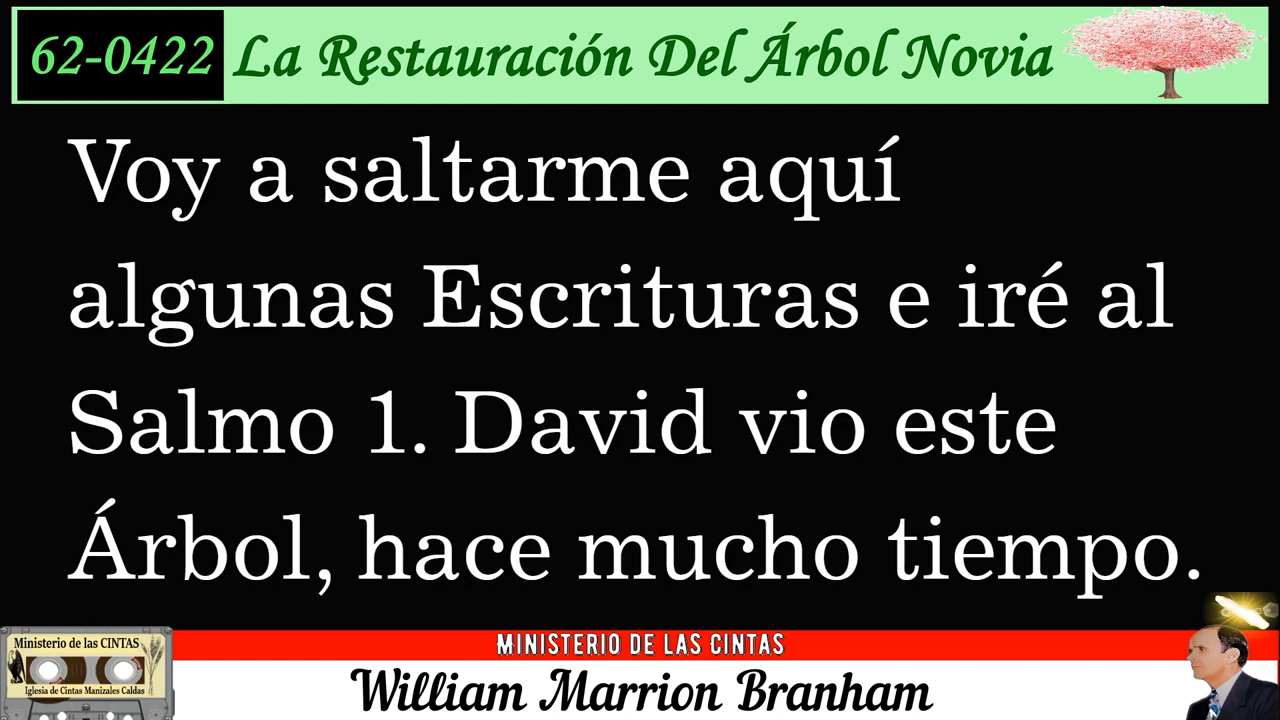 62-0422 La Restauración Del Árbol Novia
Voy a saltarme aquí
algunas Escrituras e iré al
Salmo 1. David vio este
Árbol, hace mucho tiempo.
MINISTERIO DE LAS CINTAS
Ministerio de las CINTAS
Iglesia de Cintas Manizales Caldas
William Marrion Branham